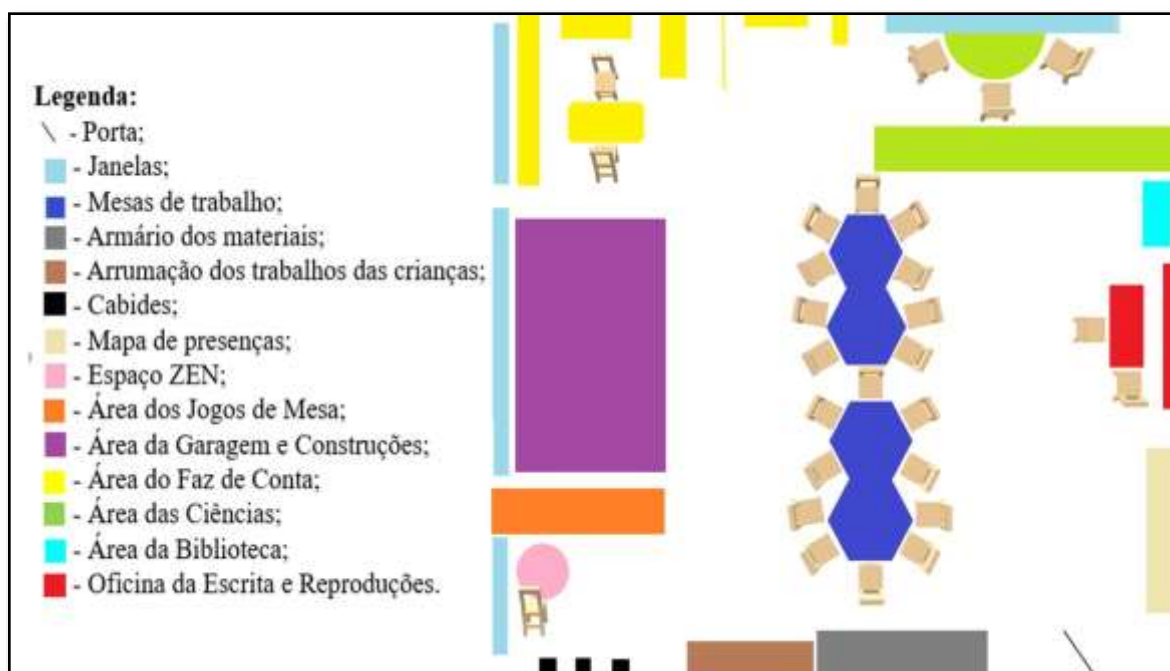 Legenda:
\ - Porta;
- Janelas;
- Mesas de trabalho;
- Armário dos materiais;
- Arrumação dos trabalhos das crianças;
- Cabides;
- Mapa de presenças;
- Espaço ZEN;
- Área dos Jogos de Mesa;
- Área da Garagem e Construções;
- Área do Faz de Conta;
- Área das Ciências;
- Área da Biblioteca;
- Oficina da Escrita e Reproduções.